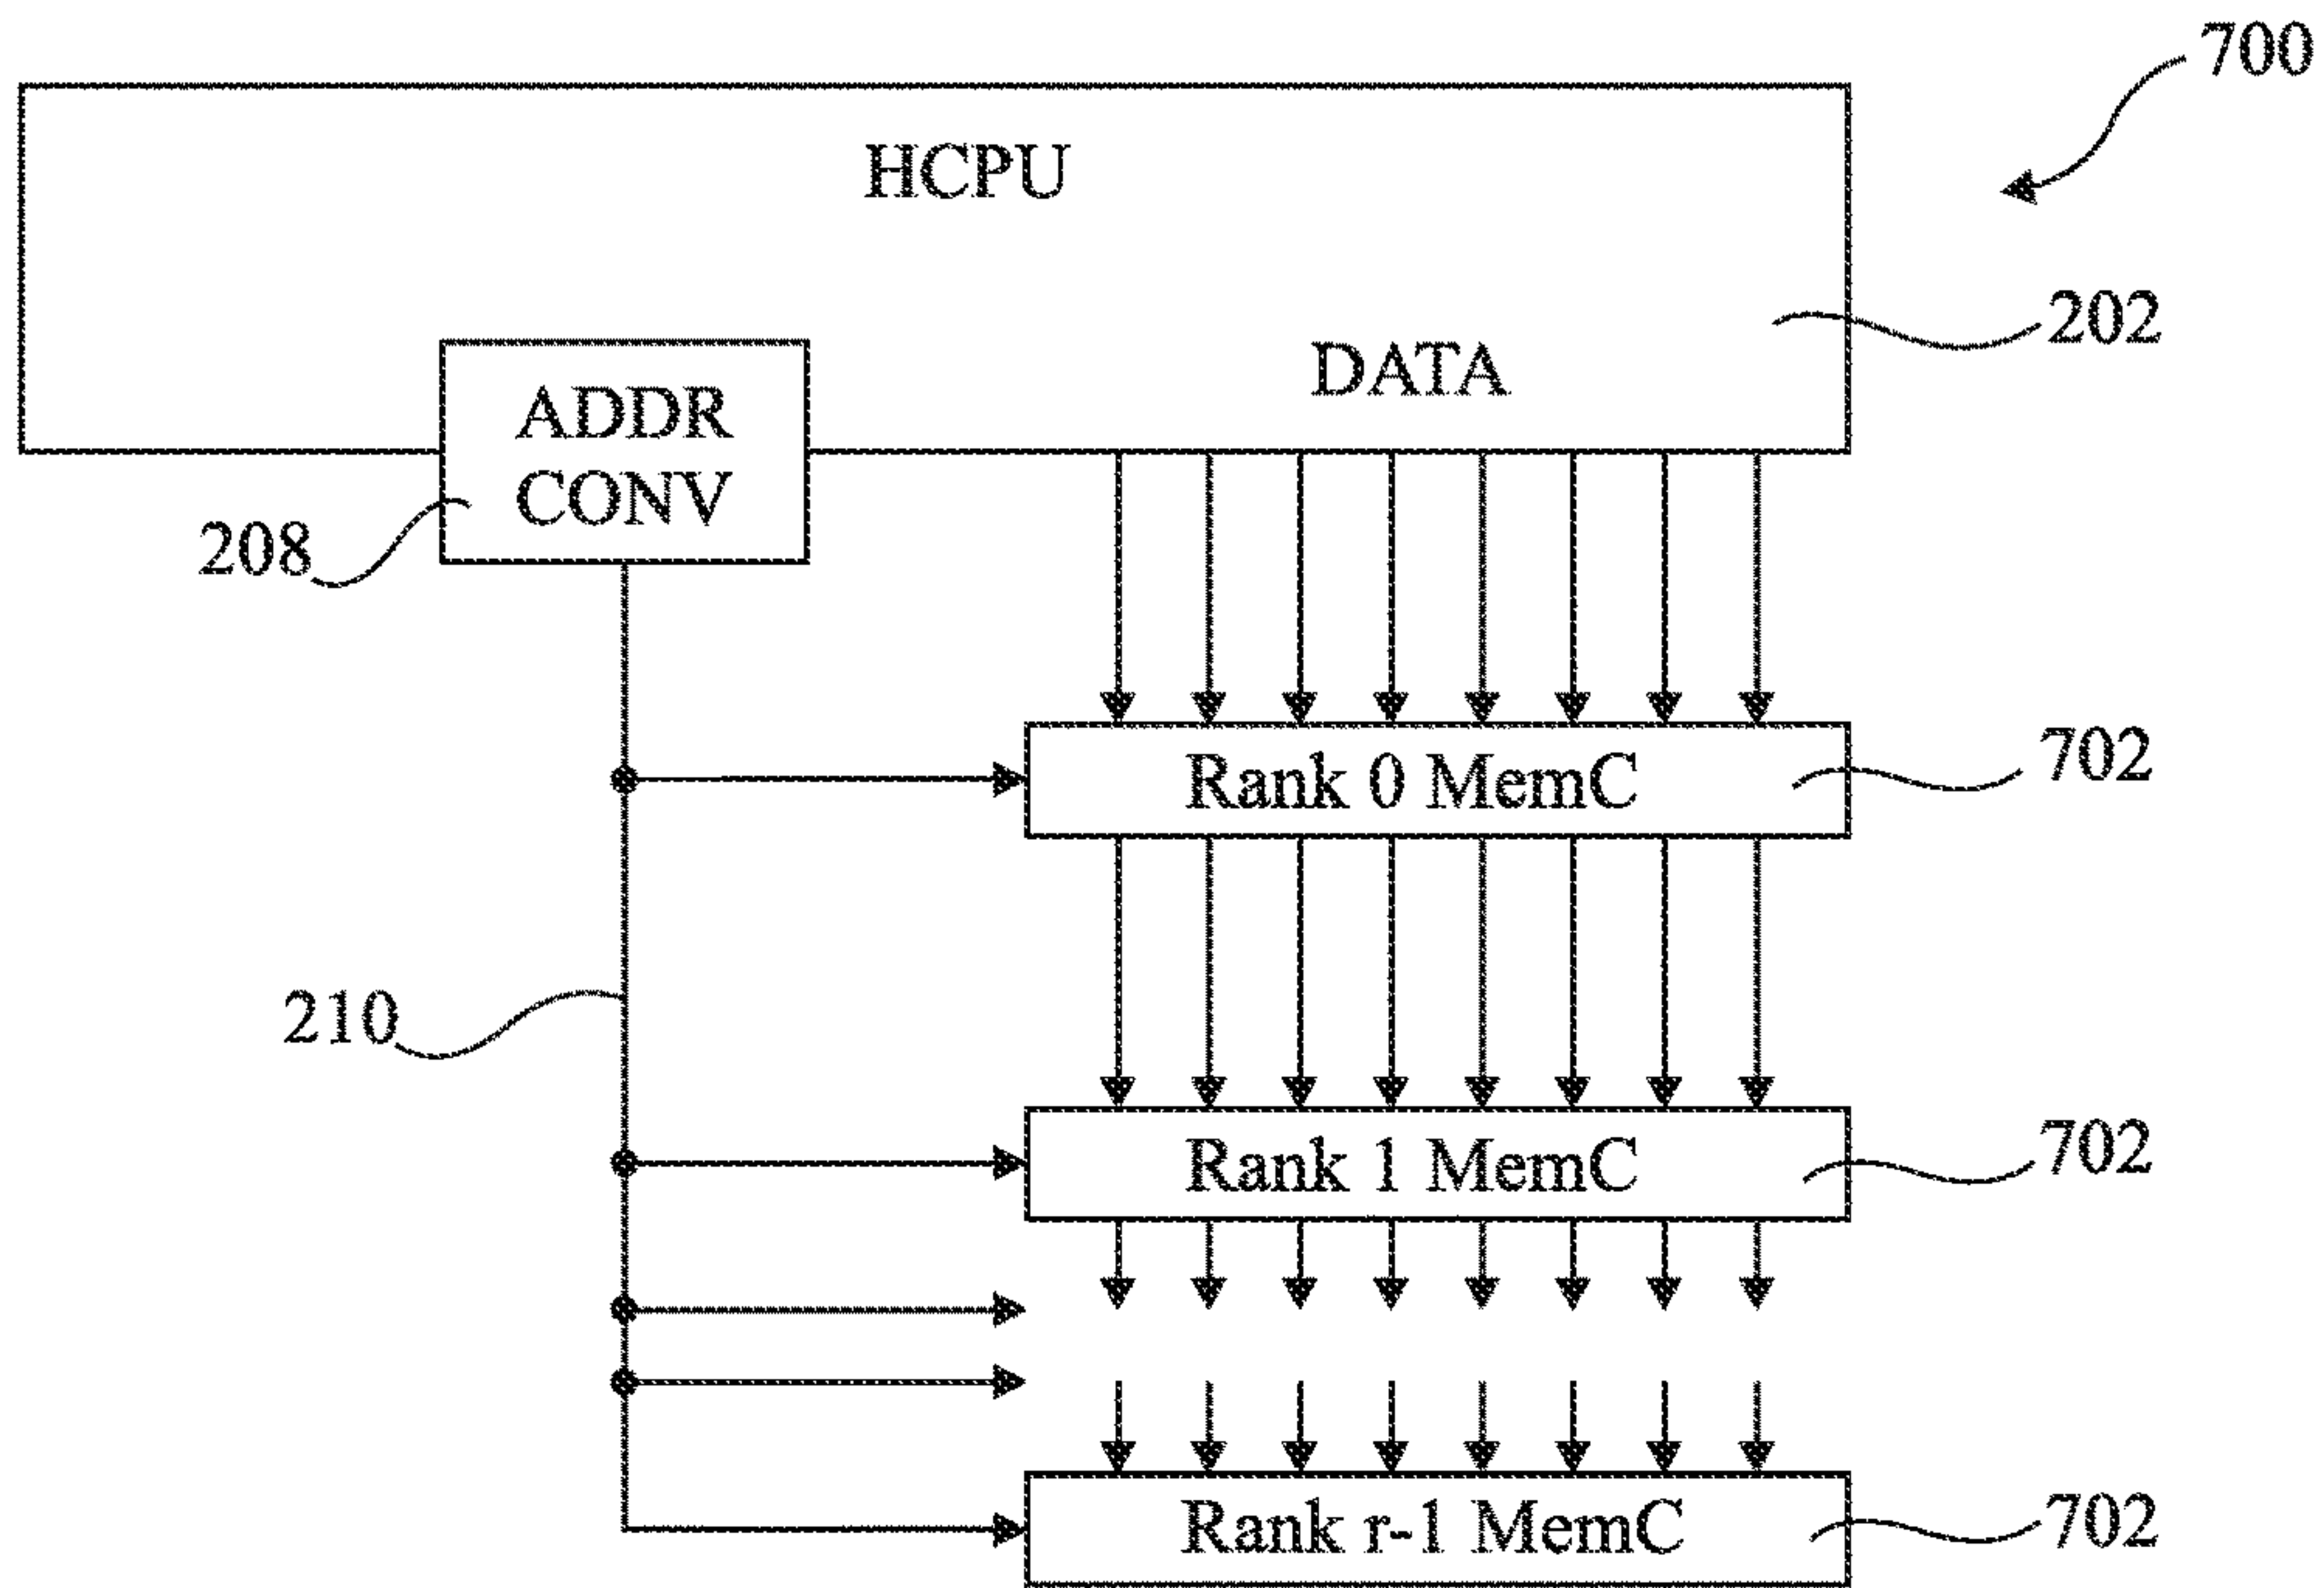 700
HCPU
202
DATA
ADDR
CONV
208
Rank 0 MemC
702
210
Rank 1 MemC
702
Rank r-1 MemC
702